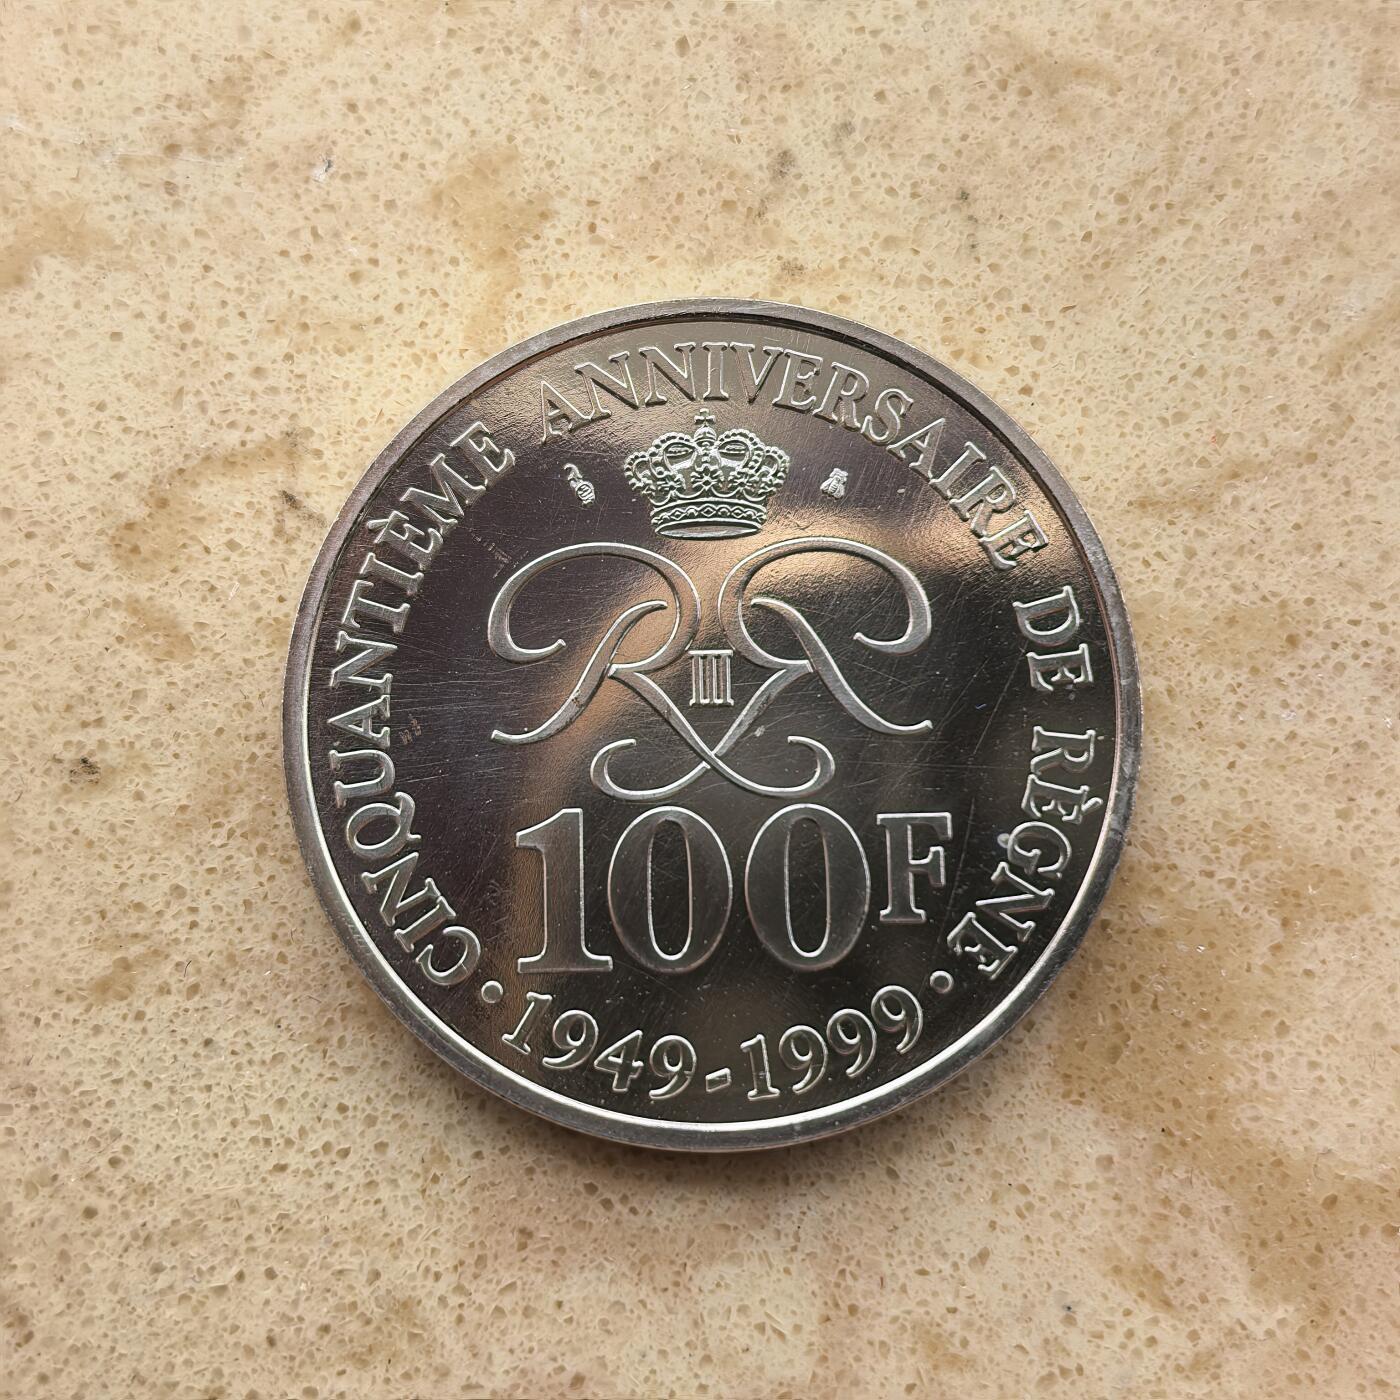 CINQUANTIÈME ANNIVERSAIRE DE RÈGNE
RR
III
100F
· 1949-1999 ·